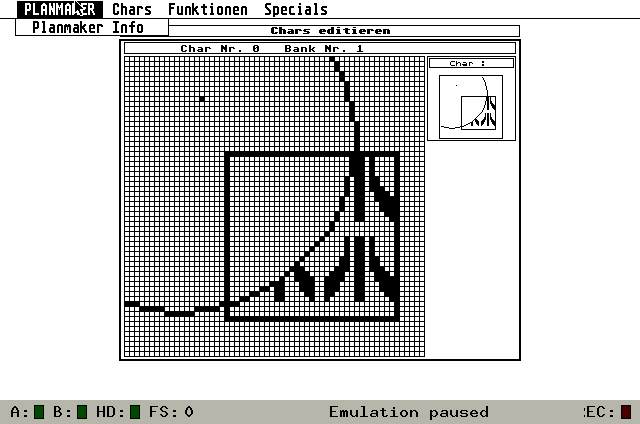 PLANMAKER Chars Funktionen Specials
Planmaker Info
Chars editieren
Char Nr. 0 Bank Nr. 1
Char :
A: B: HD: FS: 0 Emulation paused :EC: